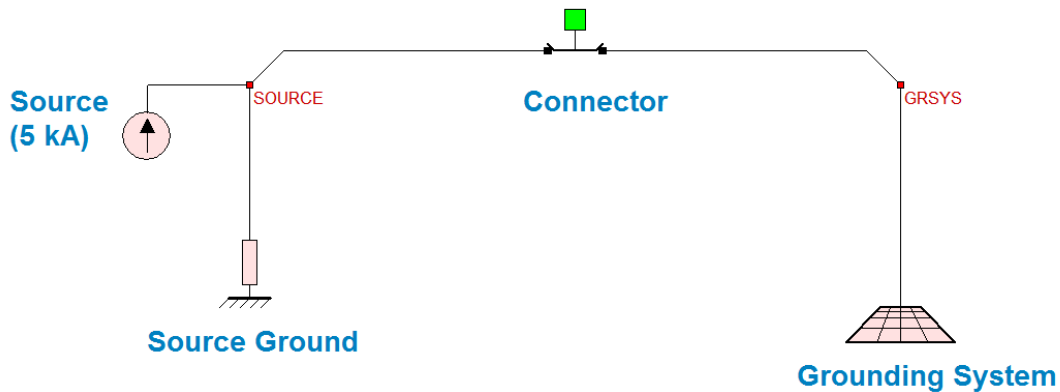 Source
(5 kA)
SOURCE
Connector
GRSYS
Source Ground
Grounding System